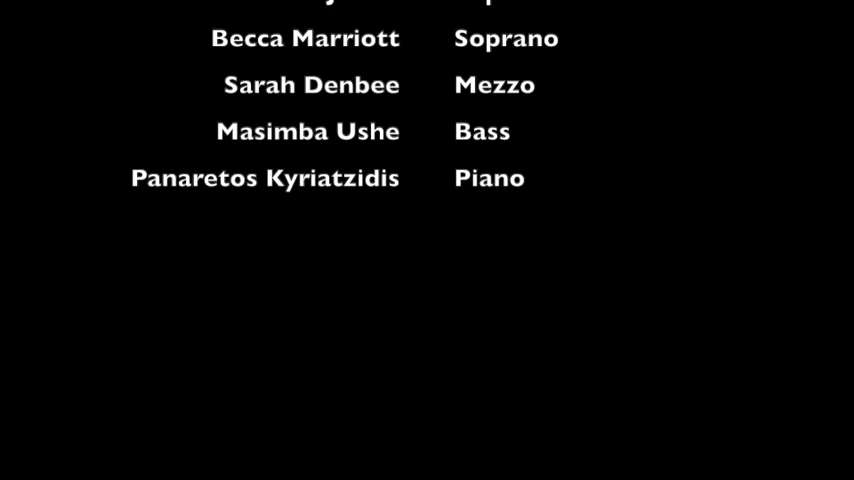 Becca Marriott Soprano
Sarah Denbee Mezzo
Masimba Ushe Bass
Panaretos Kyriatzidis Piano